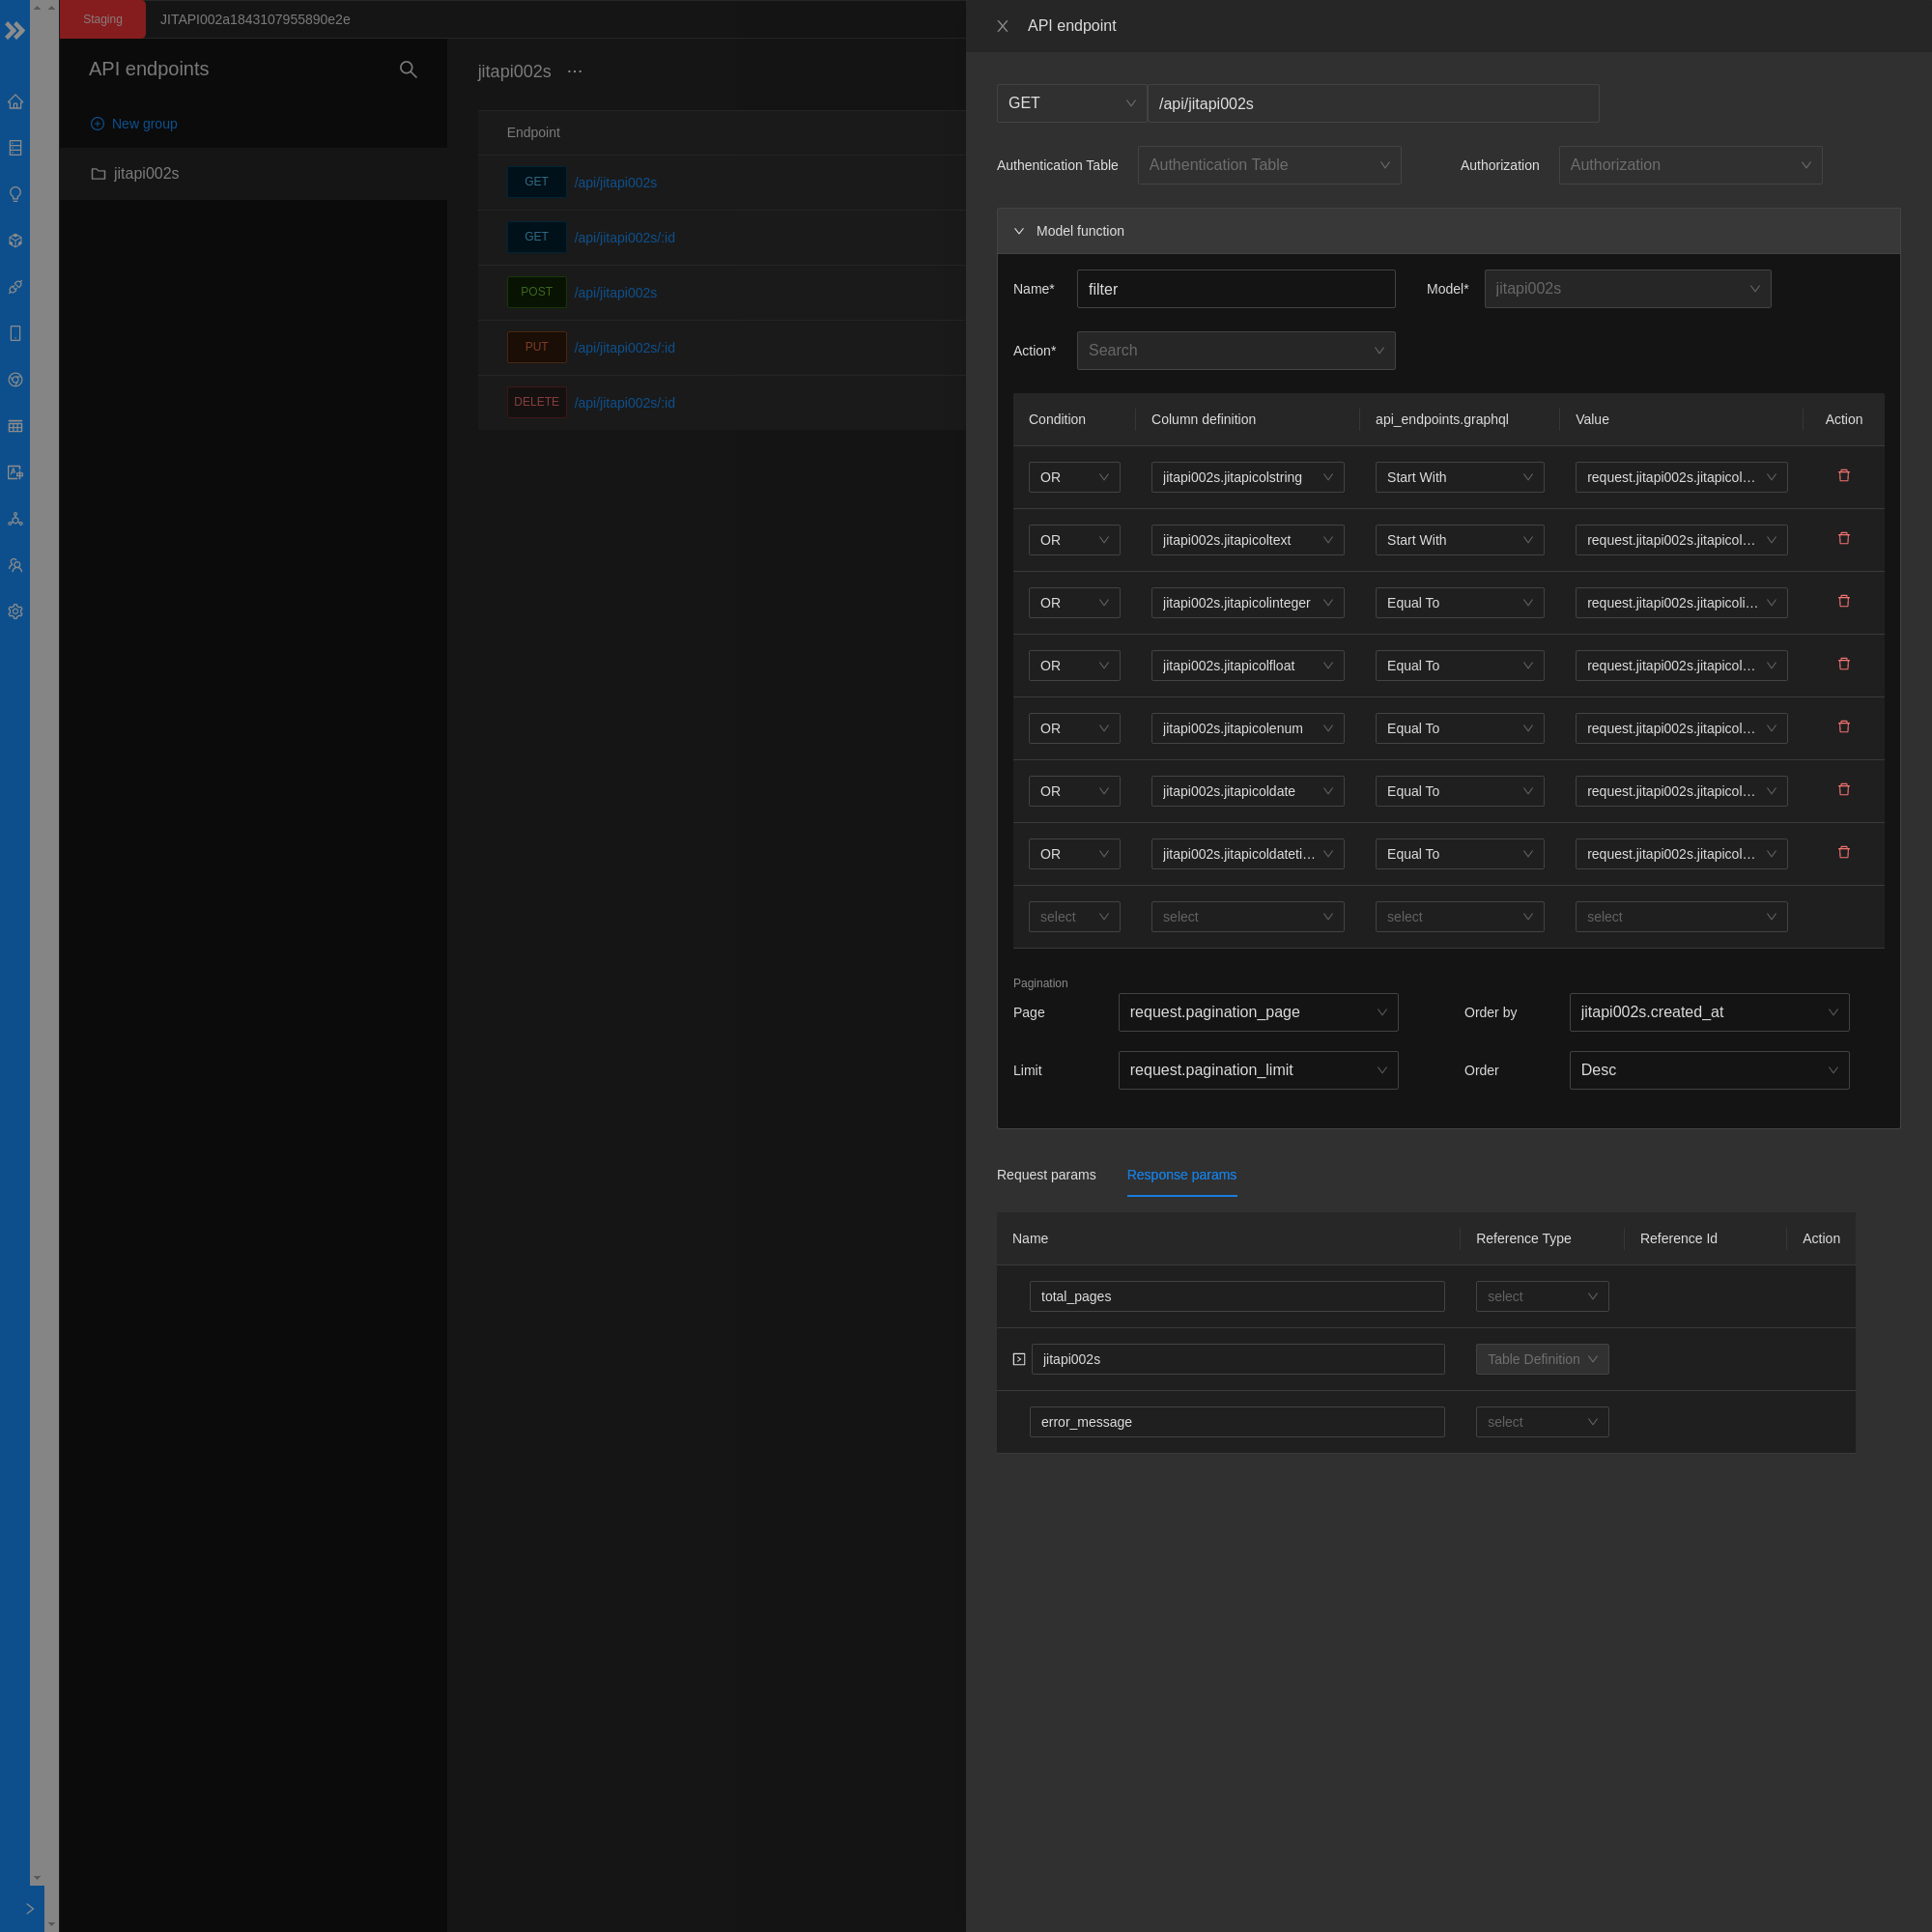 Staging
JITAPI002a1843107955890e2e
API endpoints
New group
jitapi002s
jitapi002s ...
Endpoint
GET /api/jitapi002s
GET /api/jitapi002s/:id
POST /api/jitapi002s
PUT /api/jitapi002s/:id
DELETE /api/jitapi002s/:id
API endpoint
GET /api/jitapi002s
Authentication Table Authentication Table Authorization Authorization
Model function
Name* filter Model* jitapi002s
Action* Search
Condition Column definition api_endpoints.graphql Value Action
OR jitapi002s.jitapicolstring Start With request.jitapi002s.jitapicol...
OR jitapi002s.jitapicoltext Start With request.jitapi002s.jitapicol...
OR jitapi002s.jitapicolinteger Equal To request.jitapi002s.jitapicoli...
OR jitapi002s.jitapicolfloat Equal To request.jitapi002s.jitapicol...
OR jitapi002s.jitapicolenum Equal To request.jitapi002s.jitapicol...
OR jitapi002s.jitapicoldate Equal To request.jitapi002s.jitapicol...
OR jitapi002s.jitapicoldateti... Equal To request.jitapi002s.jitapicol...
select select select select
Pagination
Page request.pagination_page Order by jitapi002s.created_at
Limit request.pagination_limit Order Desc
Request params Response params
Name Reference Type Reference Id Action
total_pages select
jitapi002s Table Definition
error_message select